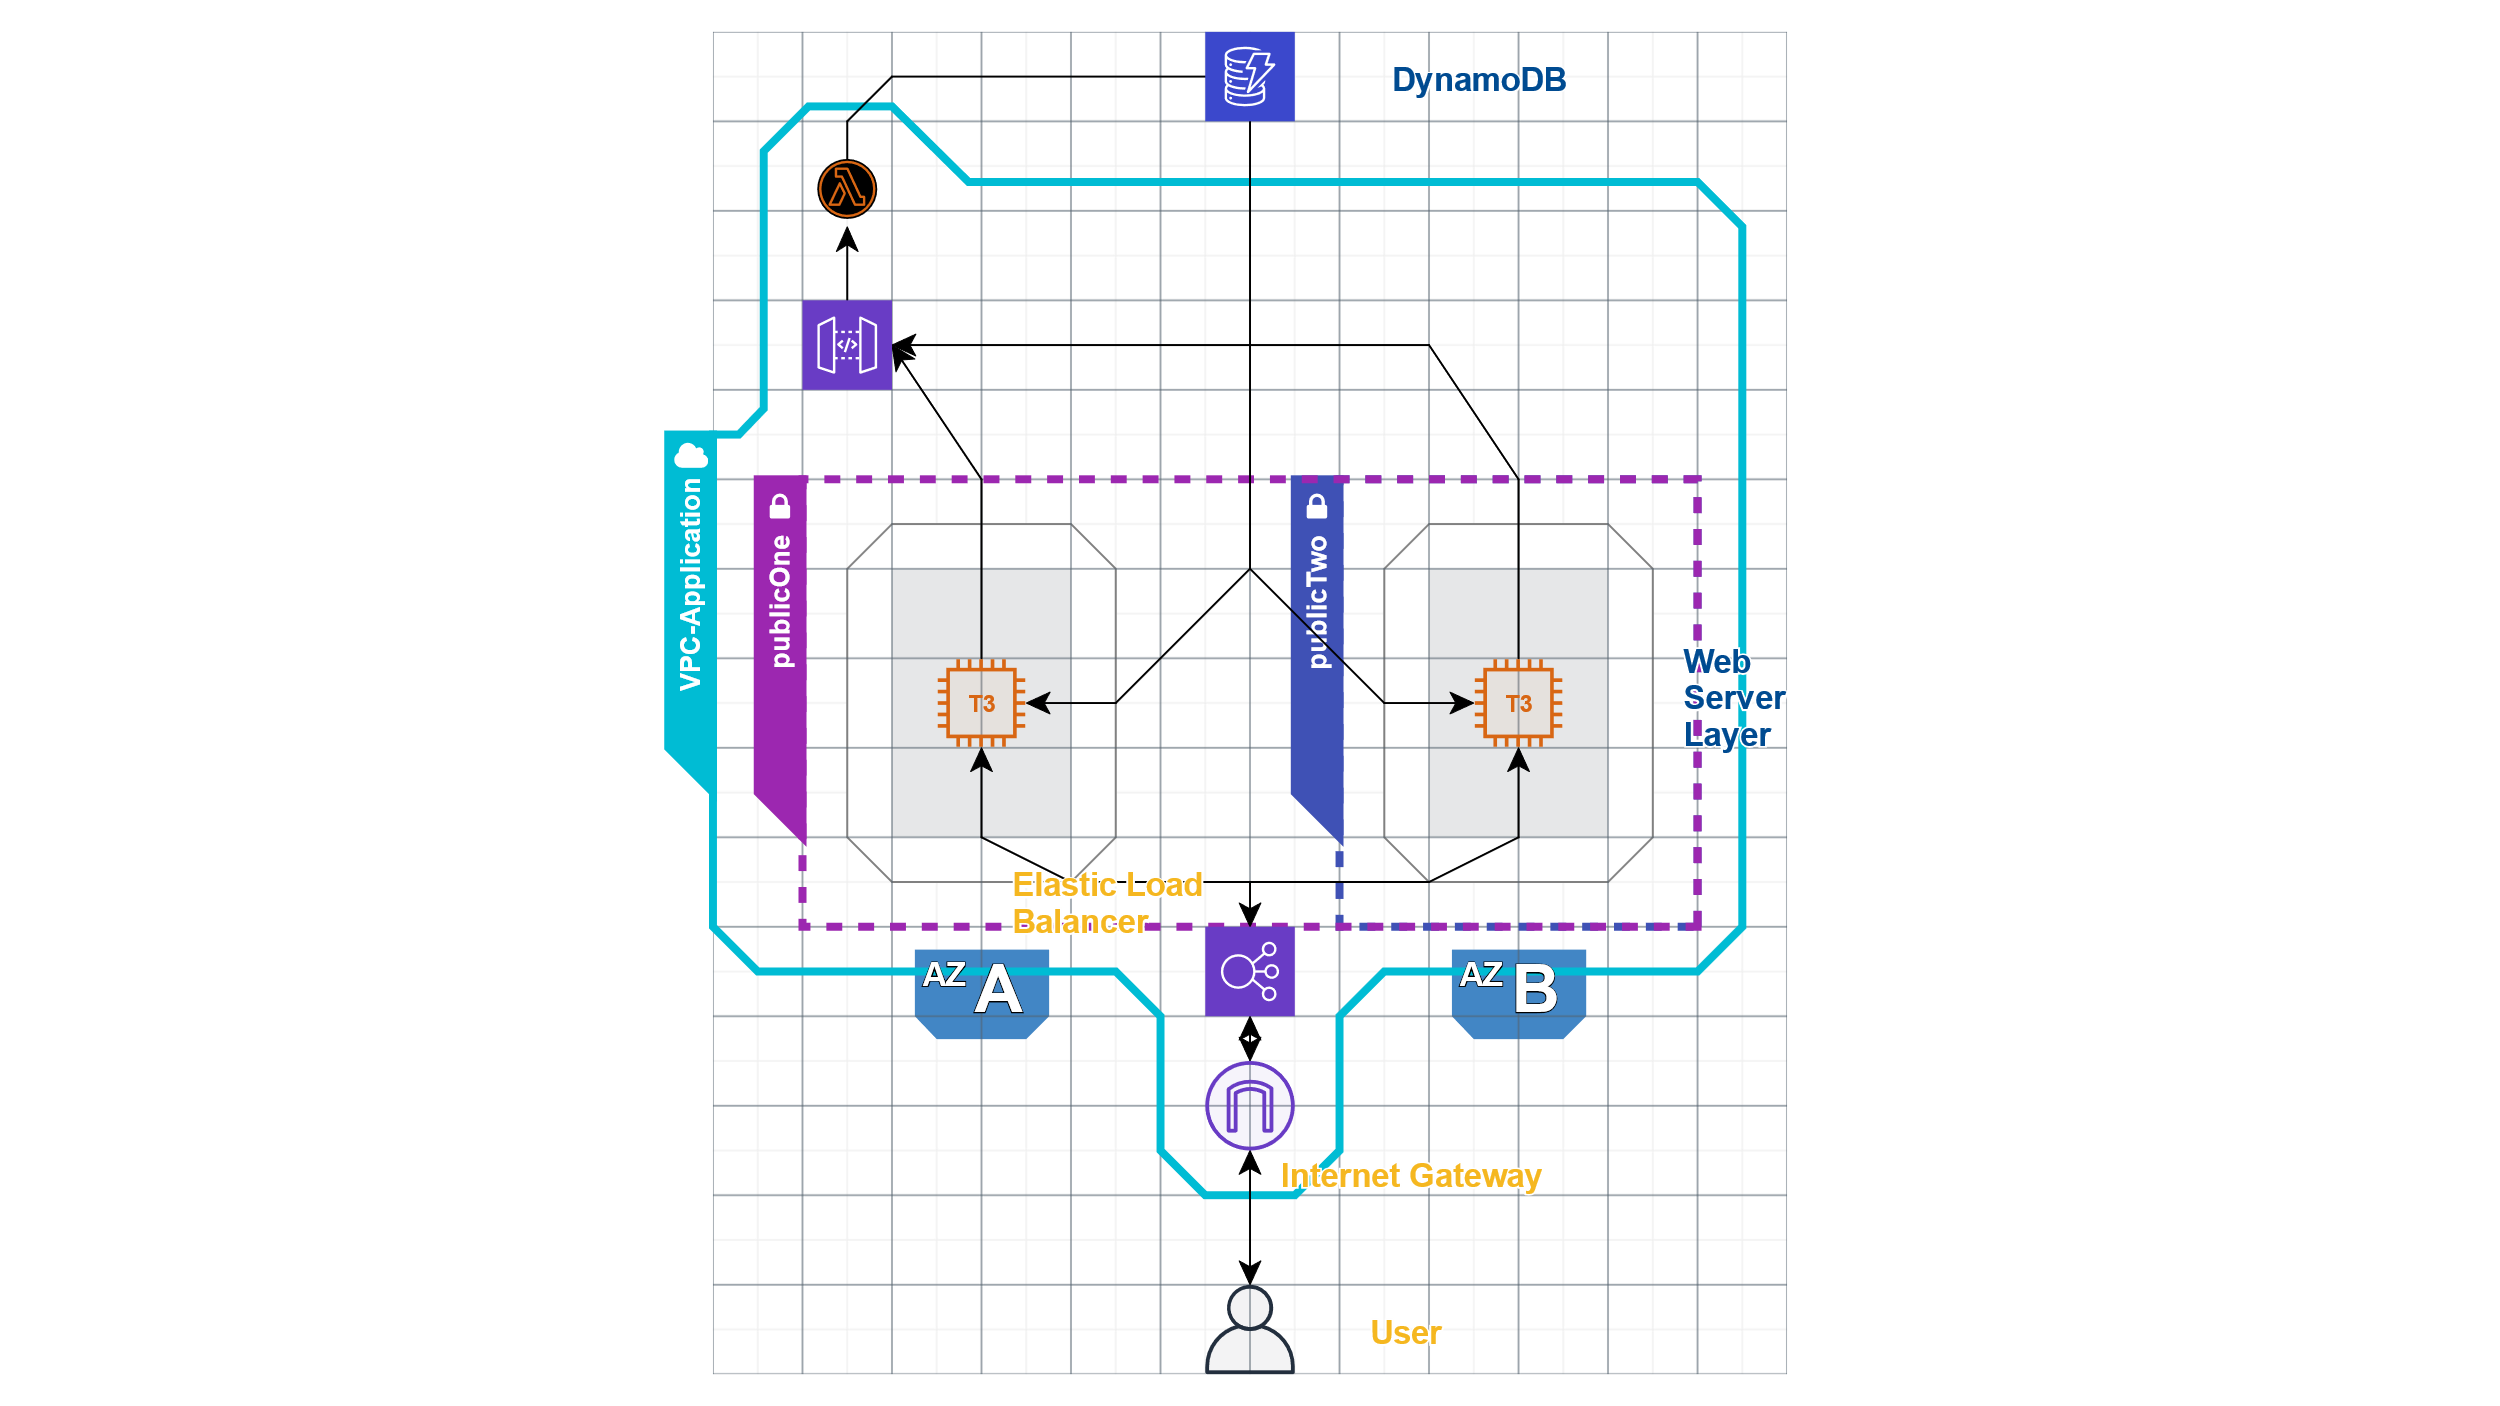 DynamoDB
VPC-Application
publicOne
publicTwo
T3
T3
Web
Server
Layer
Elastic Load
Balancer
AZ A
AZ B
Internet Gateway
User